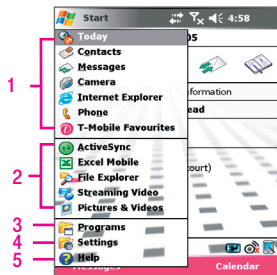 Start 4:58
Today
05
Contacts
Messages
Camera
Internet Explorer
formation
Phone
ead
T-Mobile Favourites
1
ActiveSync
Excel Mobile
File Explorer
ourt)
Streaming Video
Pictures & Videos
2
3 Programs
4 Settings
5 Help
Messages Calendar